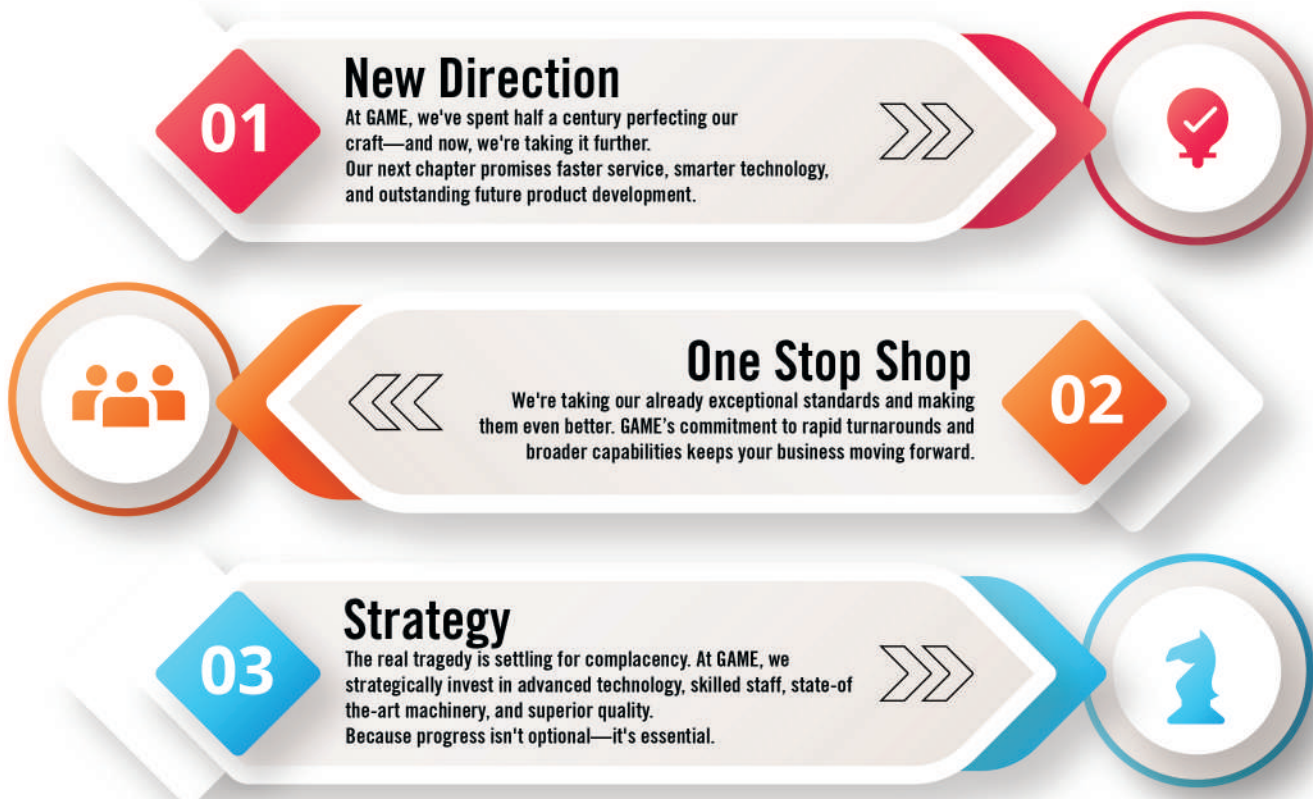 01
New Direction
At GAME, we've spent half a century perfecting our
craft—and now, we're taking it further.
Our next chapter promises faster service, smarter technology,
and outstanding future product development.
One Stop Shop
We're taking our already exceptional standards and making
them even better. GAME’s commitment to rapid turnarounds and
broader capabilities keeps your business moving forward.
02
03
Strategy
The real tragedy is settling for complacency. At GAME, we
strategically invest in advanced technology, skilled staff, state-of
the-art machinery, and superior quality.
Because progress isn't optional—it's essential.